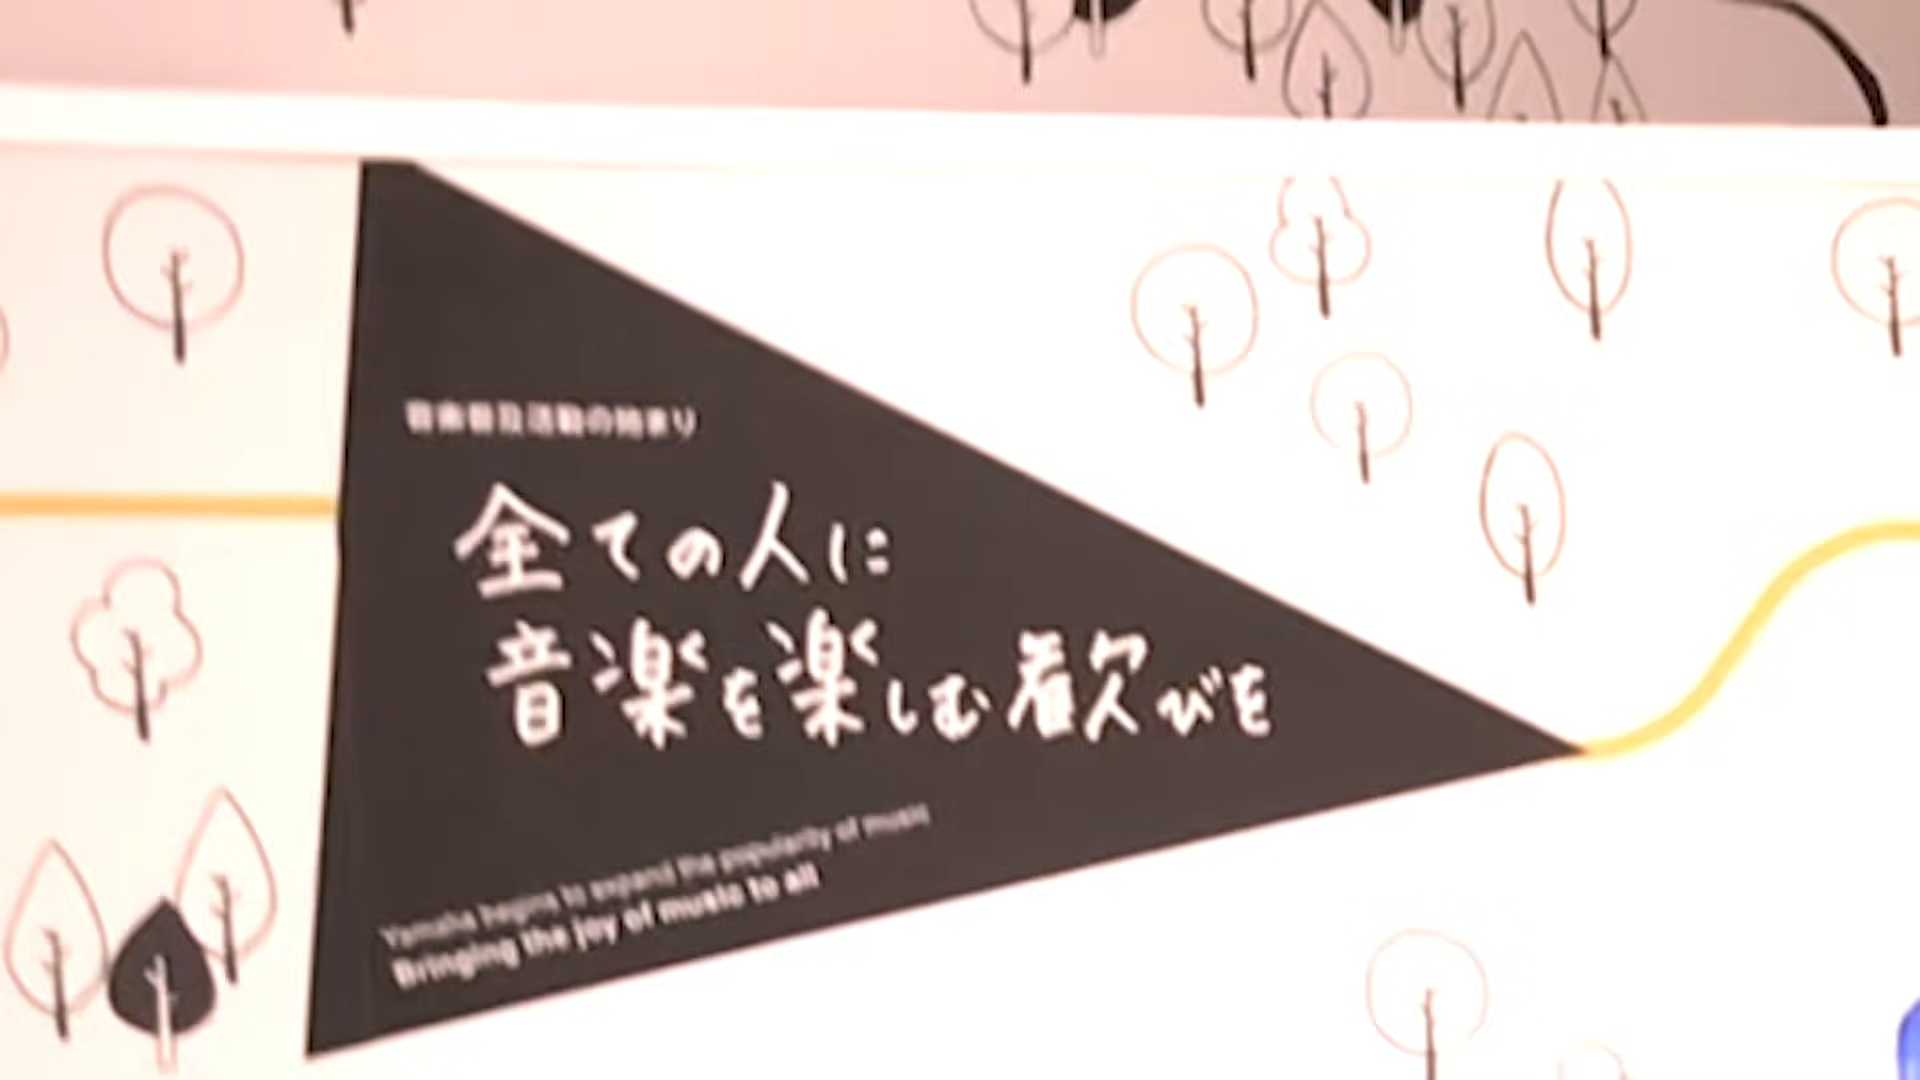 音楽普及活動の始まり
全ての人に
音楽を楽しむ歓びを
Yamaha begins to expand the popularity of music
Bringing the joy of music to all